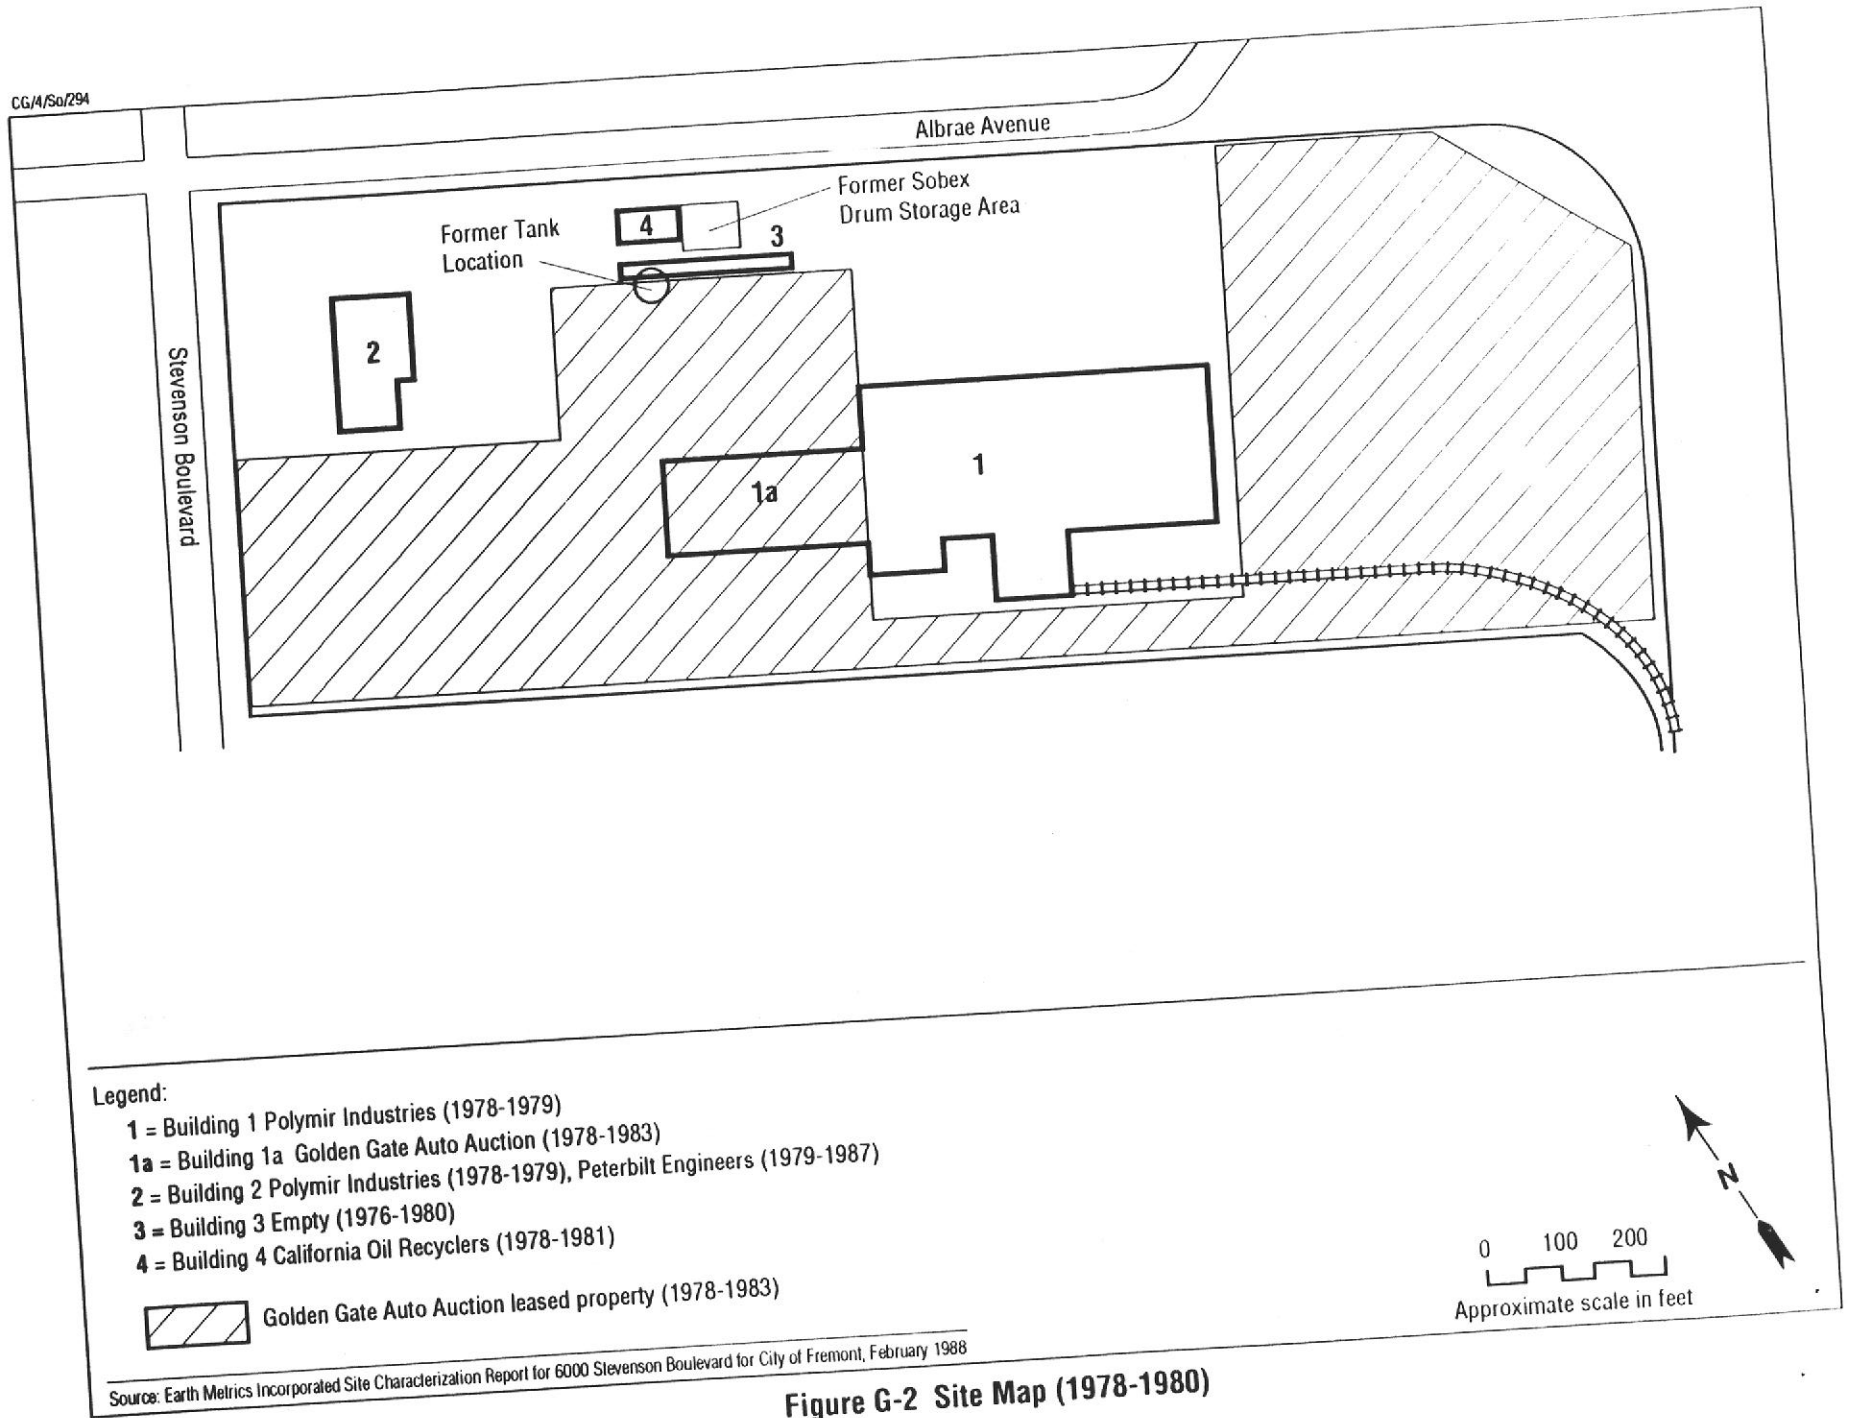 CG/4/So/294
Albrae Avenue
Former Sobex
Drum Storage Area
Former Tank
Location
4
3
2
1
1a
Stevenson Boulevard
Legend:
1 = Building 1 Polymir Industries (1978-1979)
1a = Building 1a Golden Gate Auto Auction (1978-1983)
2 = Building 2 Polymir Industries (1978-1979), Peterbilt Engineers (1979-1987)
3 = Building 3 Empty (1976-1980)
4 = Building 4 California Oil Recyclers (1978-1981)
Golden Gate Auto Auction leased property (1978-1983)
N
0 100 200
Approximate scale in feet
Source: Earth Metrics Incorporated Site Characterization Report for 6000 Stevenson Boulevard for City of Fremont, February 1988
Figure G-2 Site Map (1978-1980)